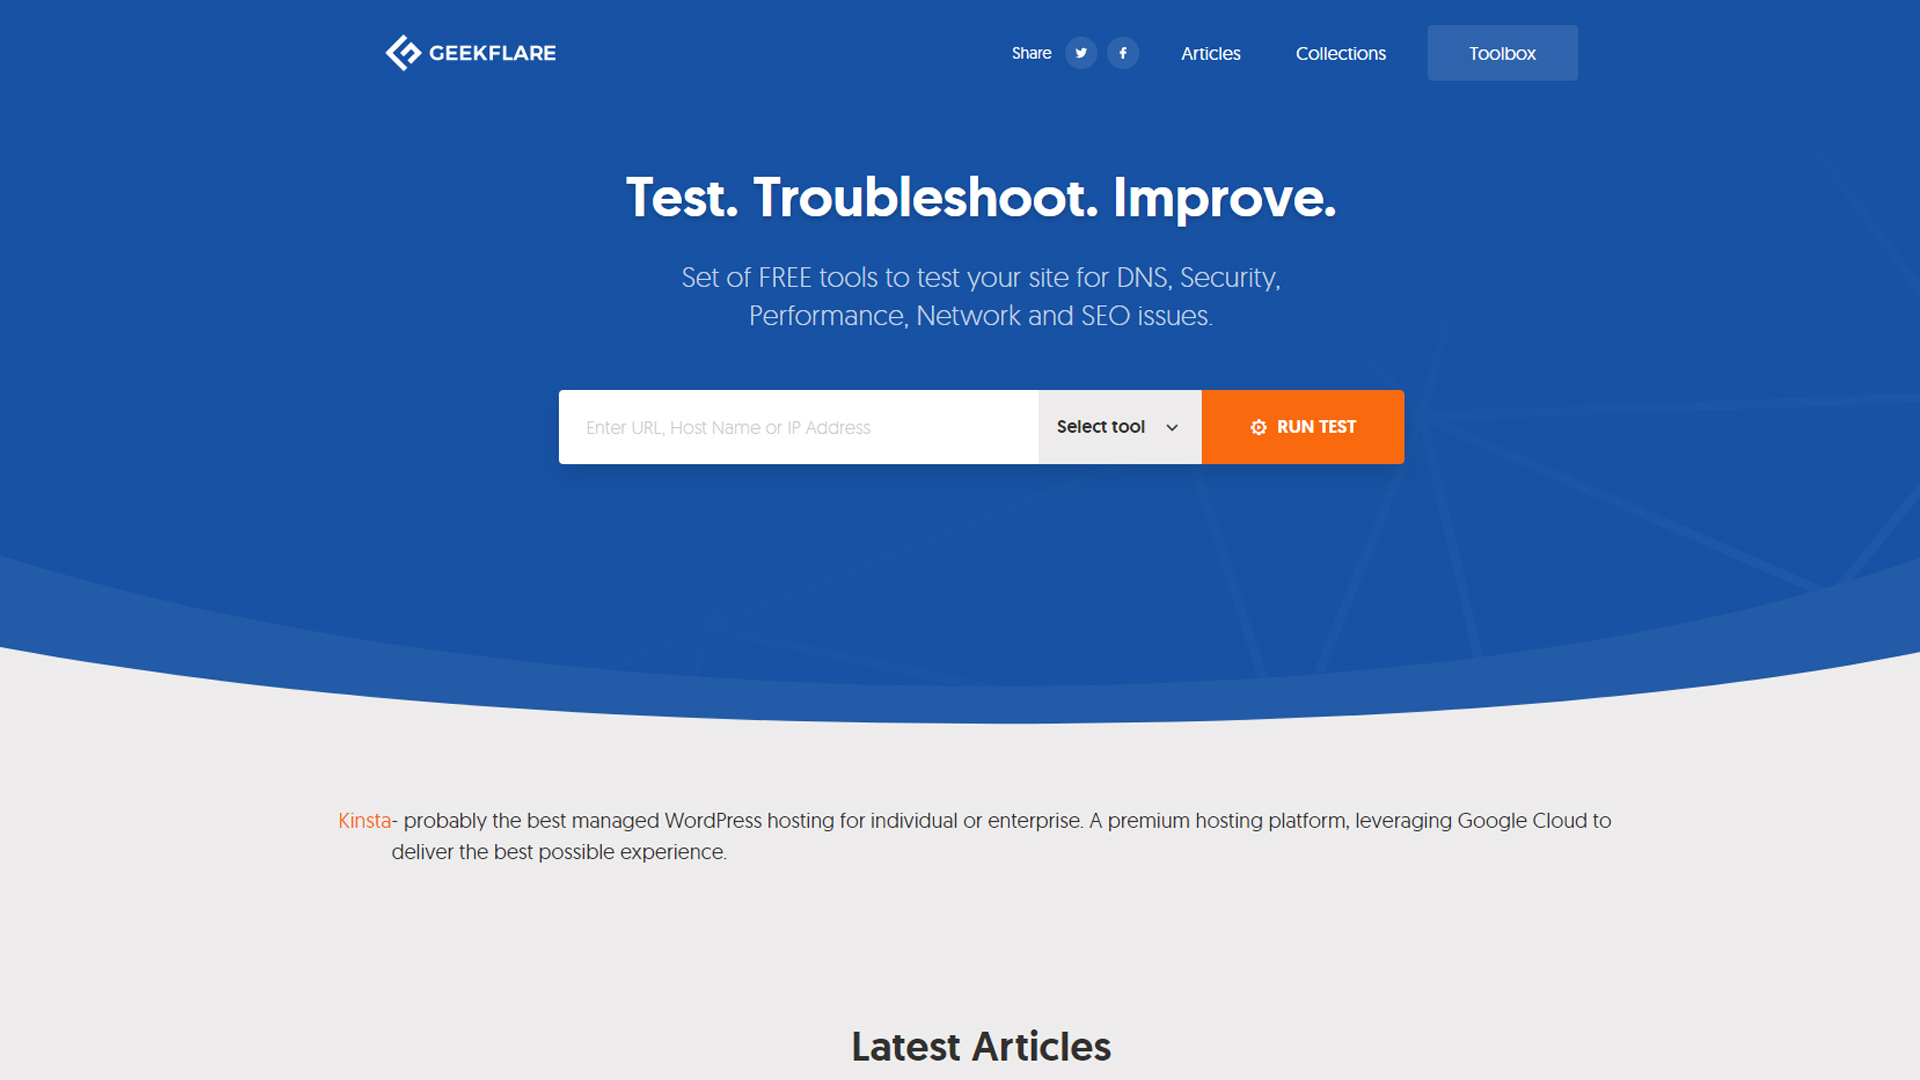 GEEKFLARE
Share
Articles
Collections
Toolbox
Test. Troubleshoot. Improve.
Set of FREE tools to test your site for DNS, Security,
Performance, Network and SEO issues.
Enter URL, Host Name or IP Address
Select tool
RUN TEST
Kinsta- probably the best managed WordPress hosting for individual or enterprise. A premium hosting platform, leveraging Google Cloud to
deliver the best possible experience.
Latest Articles